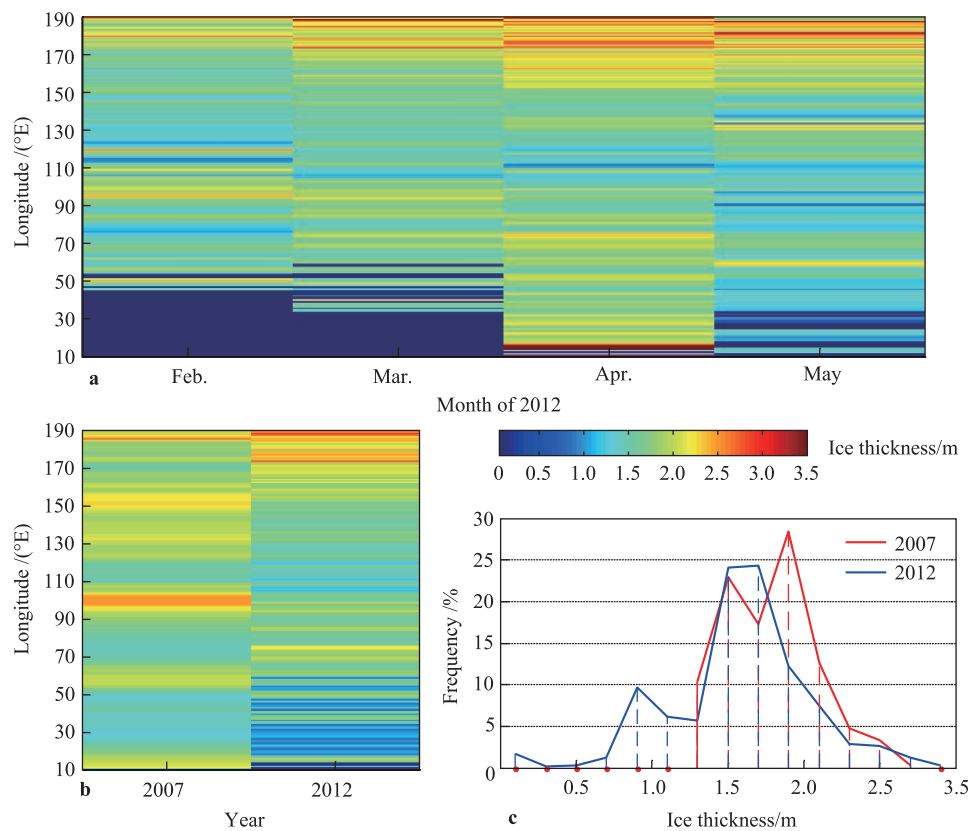 190
170
150
130
110
90
70
50
30
10
Longitude /(°E)
a
Feb.
Mar.
Apr.
May
Month of 2012
190
170
150
130
110
90
70
50
30
10
Longitude /(°E)
b
2007
2012
Year
Ice thickness/m
0 0.5 1.0 1.5 2.0 2.5 3.0 3.5
30
25
20
15
10
5
0
Frequency /%
2007
2012
0.5 1.0 1.5 2.0 2.5 3.0 3.5
c
Ice thickness/m